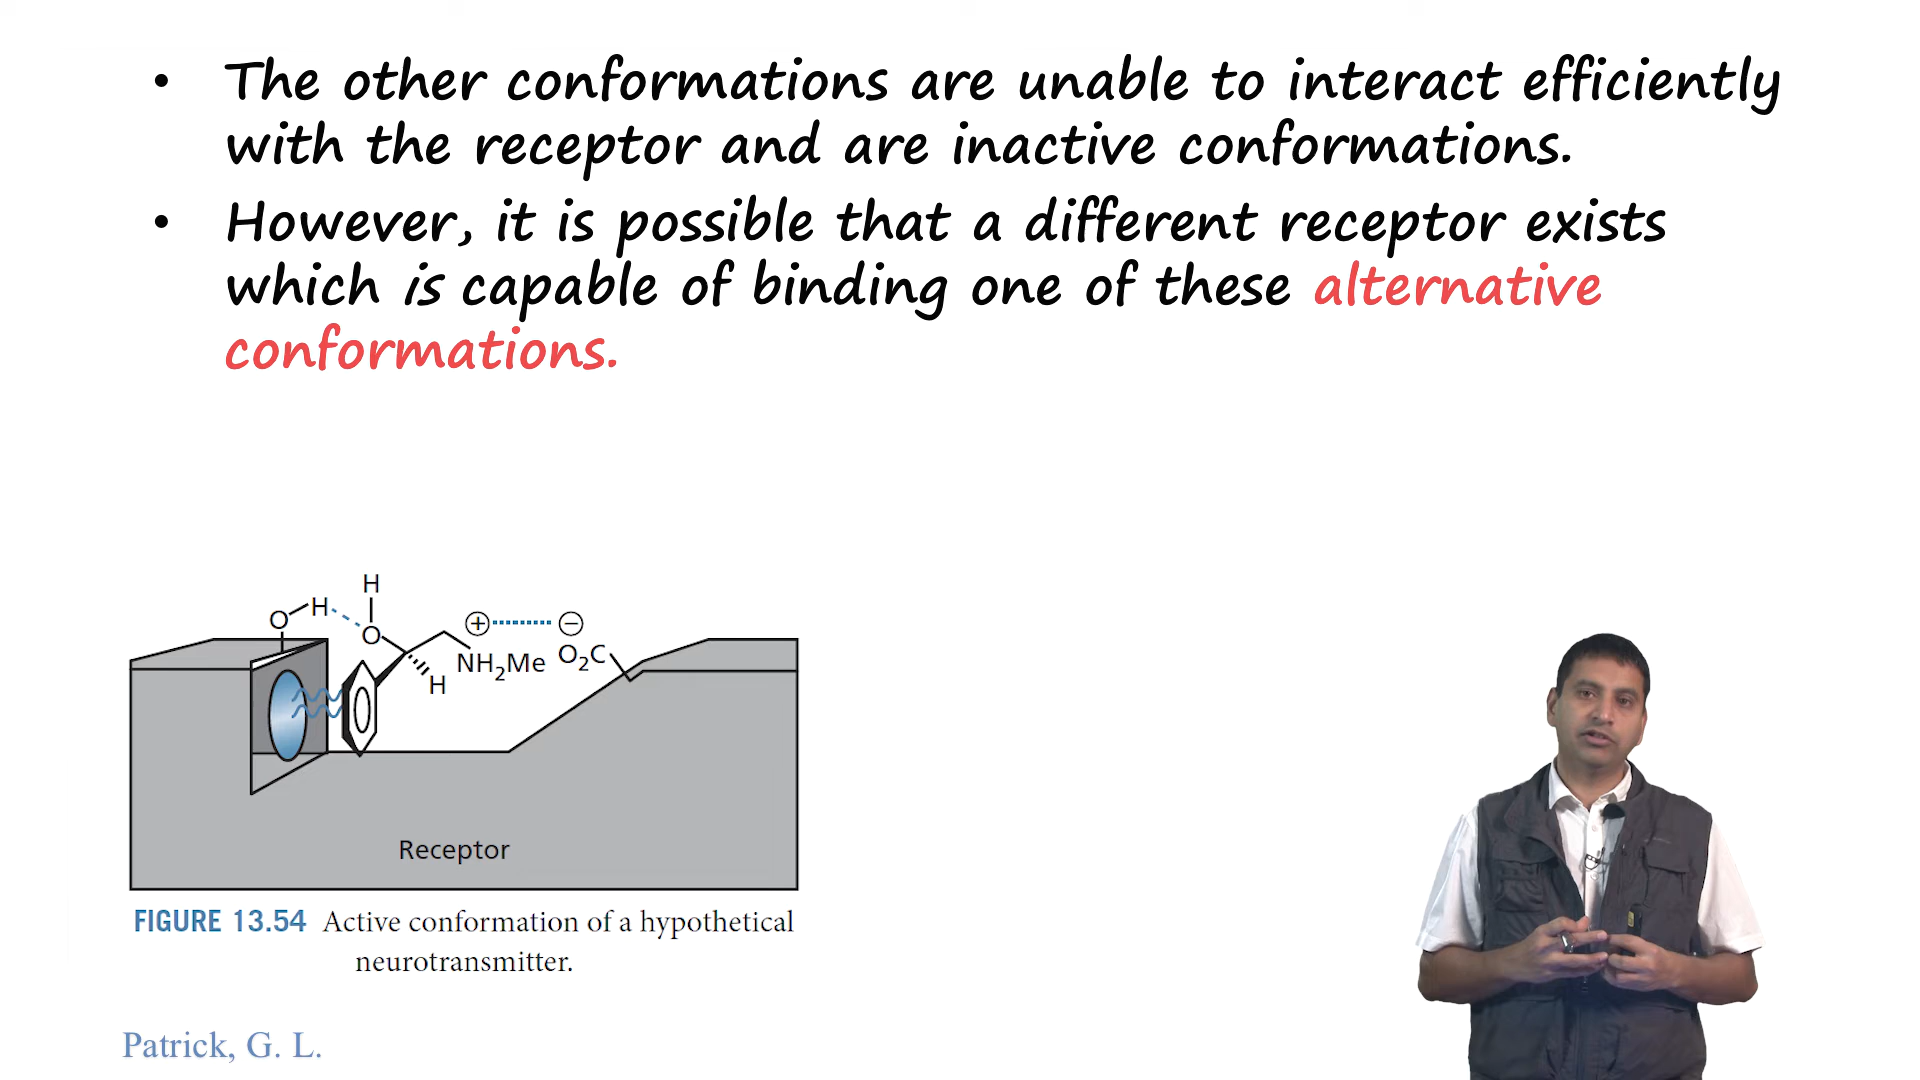 • The other conformations are unable to interact efficiently
with the receptor and are inactive conformations.
• However, it is possible that a different receptor exists
which is capable of binding one of these alternative
conformations.
H
O H
O
⊕ ⊖
NH₂Me O₂C
H
Receptor
FIGURE 13.54 Active conformation of a hypothetical
neurotransmitter.
Patrick, G. L.